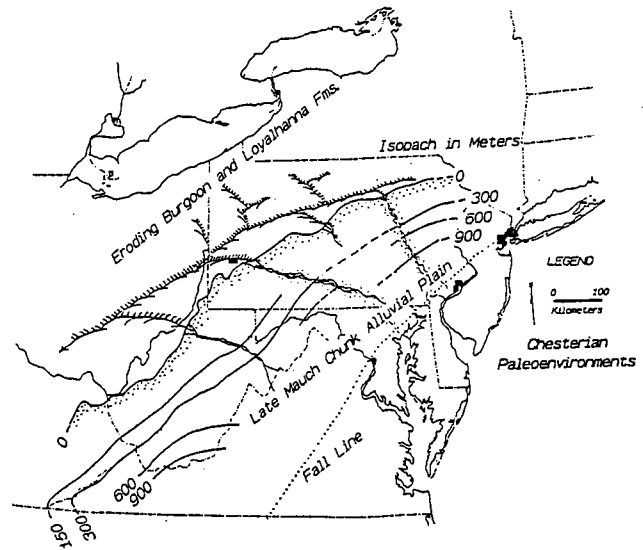 Eroding Burgoon and Loyalhanna Fms.
Isopach in Meters
0
300
600
900
LEGEND
0 100
Kilometers
Chesterian
Paleoenvironments
Late Mauch Chunk Alluvial Plain
Fall Line
0
600
900
150
300